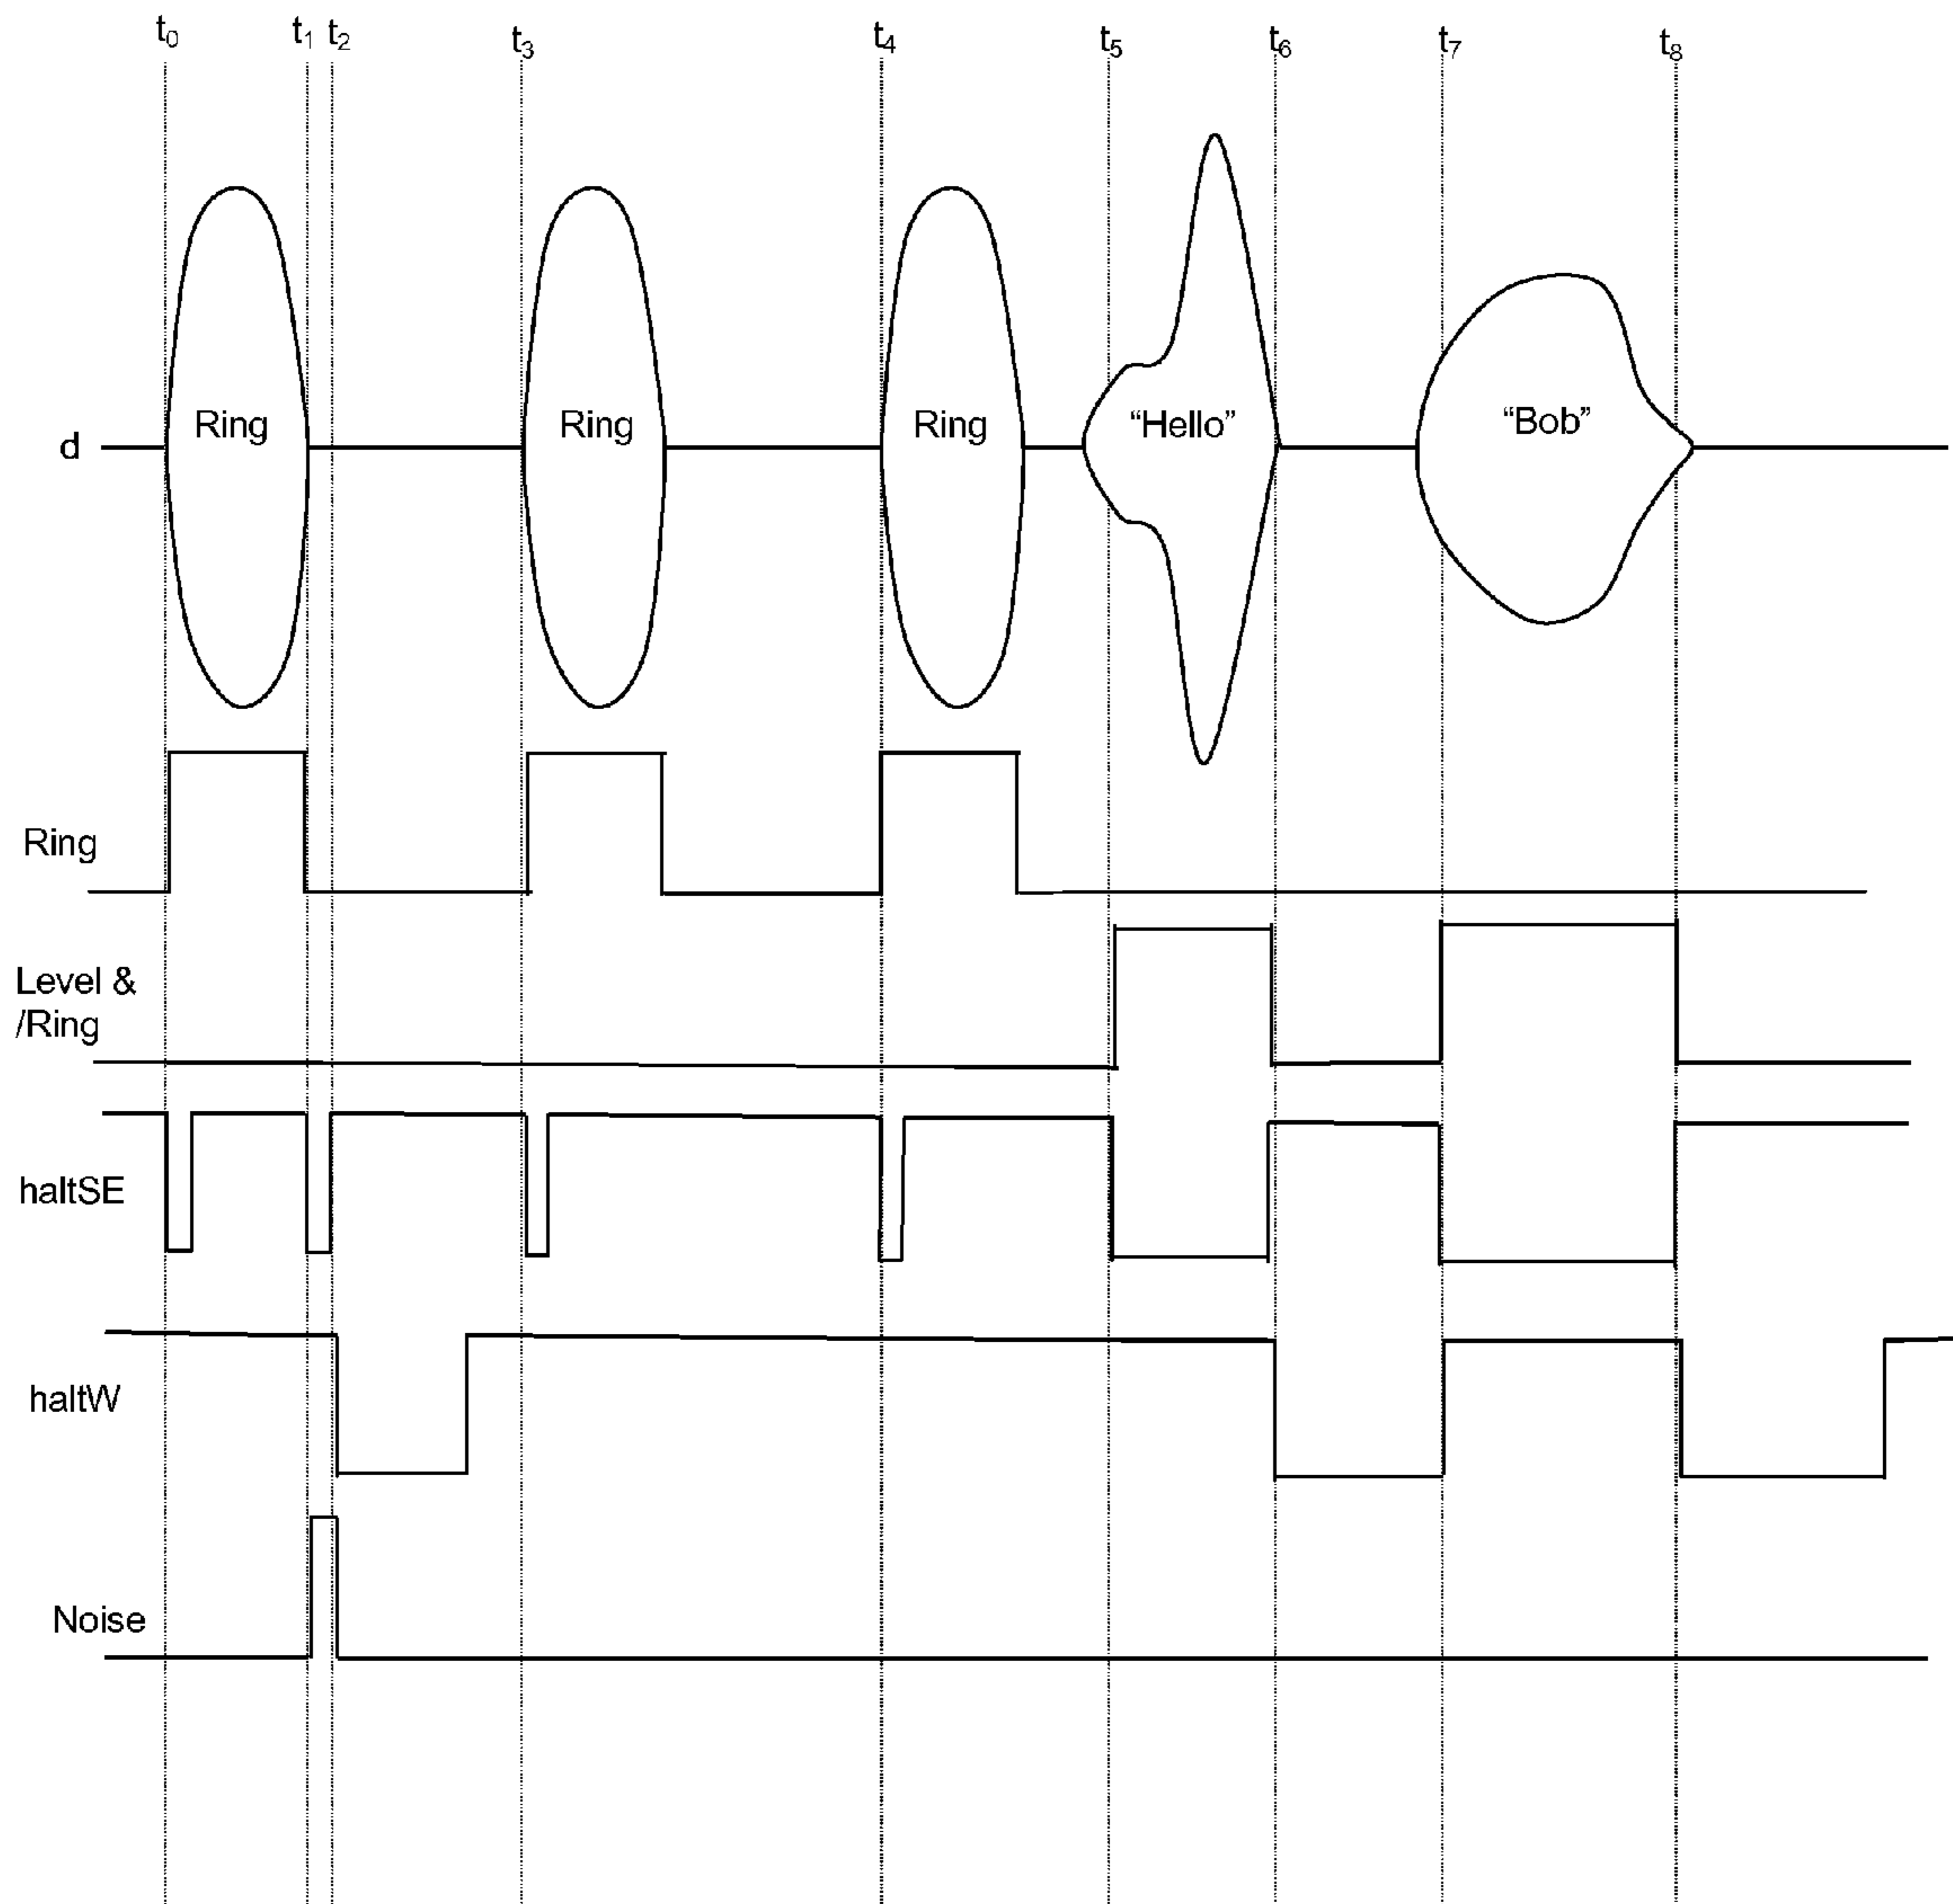 t₀ t₁ t₂ t₃ t₄ t₅ t₆ t₇ t₈
d Ring Ring Ring “Hello” “Bob”
Ring
Level &
/Ring
haltSE
haltW
Noise